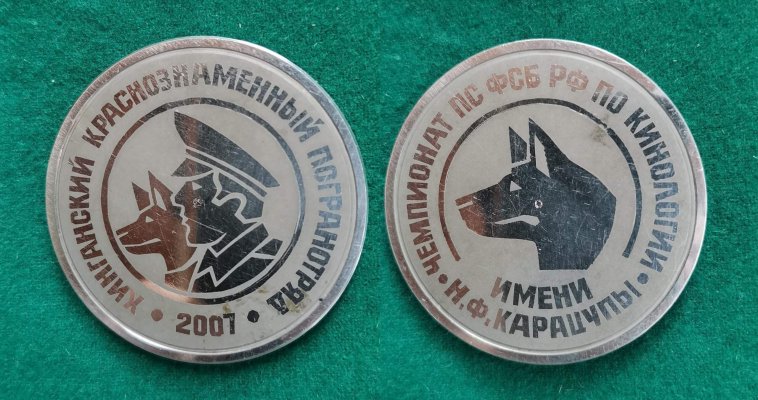 ХИНГАНСКИЙ КРАСНОЗНАМЕННЫЙ ПОГРАНОТРЯД
• 2007 •
ЧЕМПИОНАТ ПС ФСБ РФ ПО КИНОЛОГИИ
ИМЕНИ
• Н.Ф.КАРАЦУПЫ •